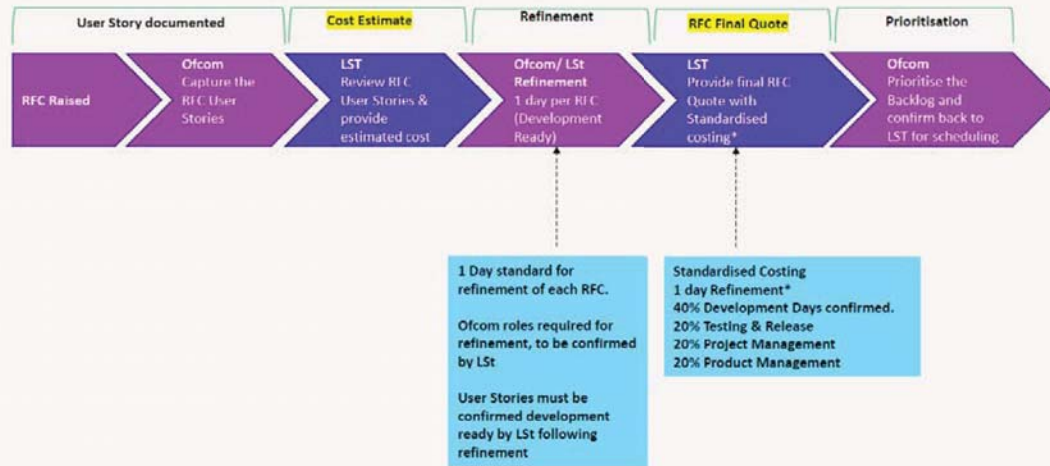 User Story documented
Cost Estimate
Refinement
RFC Final Quote
Prioritisation
RFC Raised
Ofcom
Capture the
RFC User
Stories
LST
Review RFC
User Stories &
provide
estimated cost
Ofcom/ LSt
Refinement
1 day per RFC
(Development
Ready)
LST
Provide final RFC
Quote with
Standardised
costing*
Ofcom
Prioritise the
Backlog and
confirm back to
LST for scheduling
1 Day standard for
refinement of each RFC.
Ofcom roles required for
refinement, to be confirmed
by LSt
User Stories must be
confirmed development
ready by LSt following
refinement
Standardised Costing
1 day Refinement*
40% Development Days confirmed.
20% Testing & Release
20% Project Management
20% Product Management